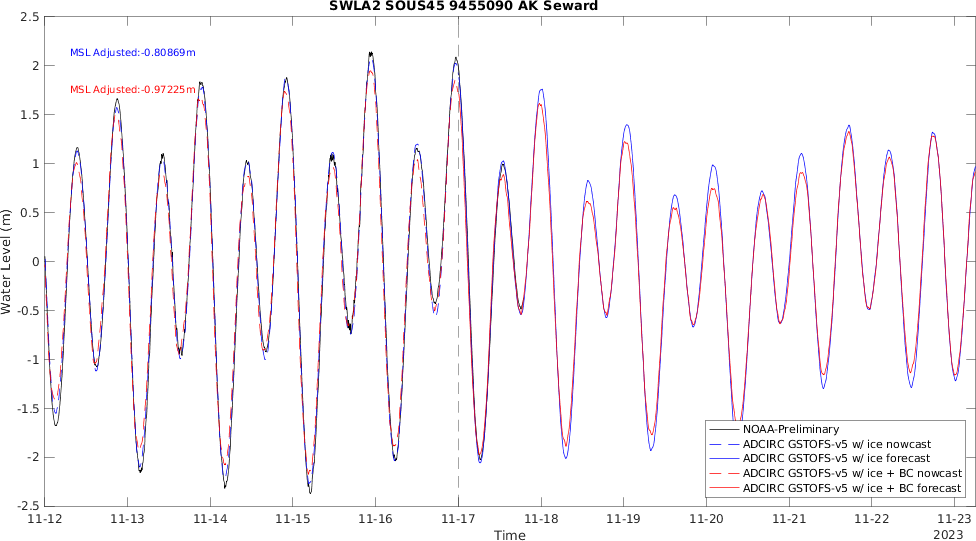 SWLA2 SOUS45 9455090 AK Seward
2.5
2
1.5
1
0.5
0
-0.5
-1
-1.5
-2
-2.5
Water Level (m)
MSL Adjusted:-0.80869m
MSL Adjusted:-0.97225m
NOAA-Preliminary
ADCIRC GSTOFS-v5 w/ ice nowcast
ADCIRC GSTOFS-v5 w/ ice forecast
ADCIRC GSTOFS-v5 w/ ice + BC nowcast
ADCIRC GSTOFS-v5 w/ ice + BC forecast
11-12 11-13 11-14 11-15 11-16 11-17 11-18 11-19 11-20 11-21 11-22 11-23
2023
Time